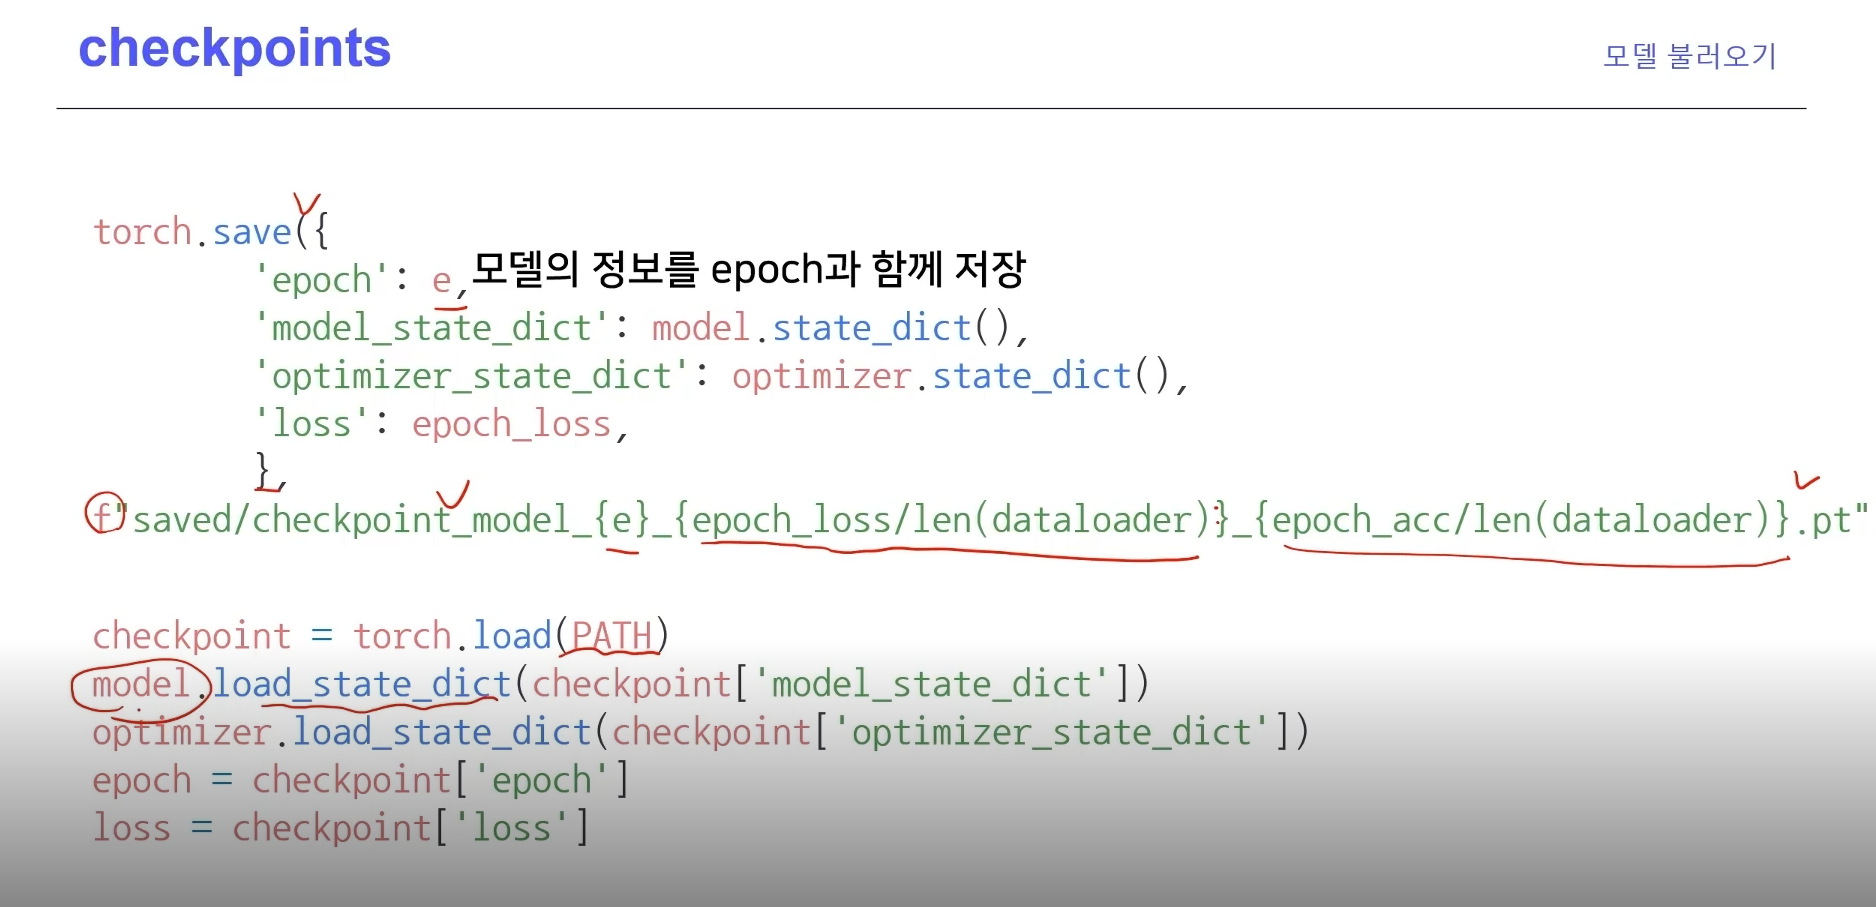 checkpoints
모델 불러오기
torch.save({
'epoch': e,
모델의 정보를 epoch과 함께 저장
'model_state_dict': model.state_dict(),
'optimizer_state_dict': optimizer.state_dict(),
'loss': epoch_loss,
},
f"saved/checkpoint_model_{e}_{epoch_loss/len(dataloader)}_{epoch_acc/len(dataloader)}.pt"
checkpoint = torch.load(PATH)
model.load_state_dict(checkpoint['model_state_dict'])
optimizer.load_state_dict(checkpoint['optimizer_state_dict'])
epoch = checkpoint['epoch']
loss = checkpoint['loss']